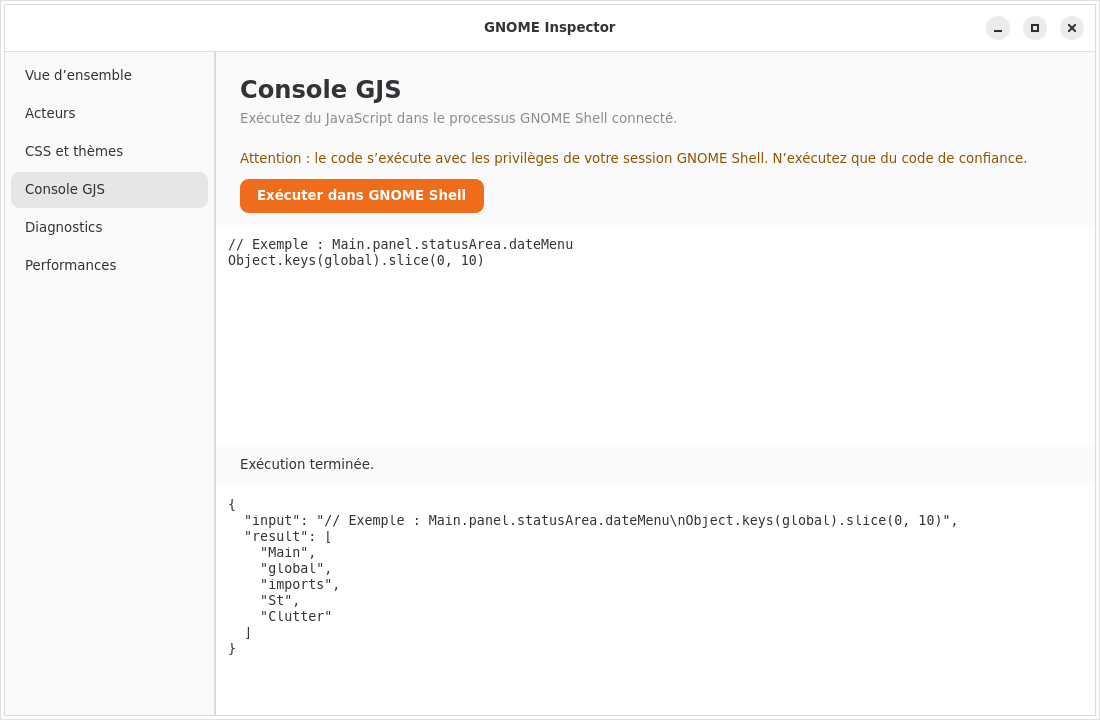 GNOME Inspector
Vue d’ensemble
Acteurs
CSS et thèmes
Console GJS
Diagnostics
Performances
Console GJS
Exécutez du JavaScript dans le processus GNOME Shell connecté.
Attention : le code s’exécute avec les privilèges de votre session GNOME Shell. N’exécutez que du code de confiance.
Exécuter dans GNOME Shell
// Exemple : Main.panel.statusArea.dateMenu
Object.keys(global).slice(0, 10)
Exécution terminée.
{
  "input": "// Exemple : Main.panel.statusArea.dateMenu\nObject.keys(global).slice(0, 10)",
  "result": [
    "Main",
    "global",
    "imports",
    "St",
    "Clutter"
  ]
}